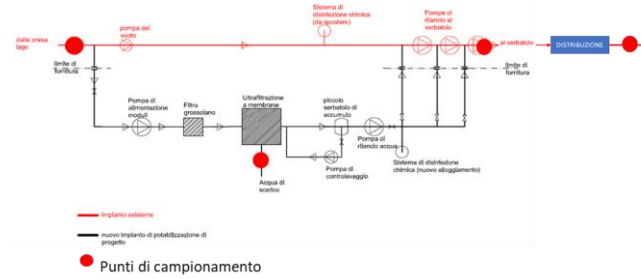 Sistema di
disinfezione chimica
(da spostare)
Pompe di
rilancio al
serbatoio
pompa del
vuoto
dalla presa
lago
al serbatoio
DISTRIBUZIONE
limite di
fornitura
limite di
fornitura
Pompa di
alimentazione
moduli
Filtro
grossolano
Ultrafiltrazione
a membrane
piccolo
serbatoio di
accumulo
Pompa di
rilancio acqua
Pompa di
controlavaggio
Sistema di disinfezione
chimica (nuovo alloggiamento)
Acqua di
scarico
Impianto esistente
nuovo impianto di potabilizzazione di
progetto
Punti di campionamento